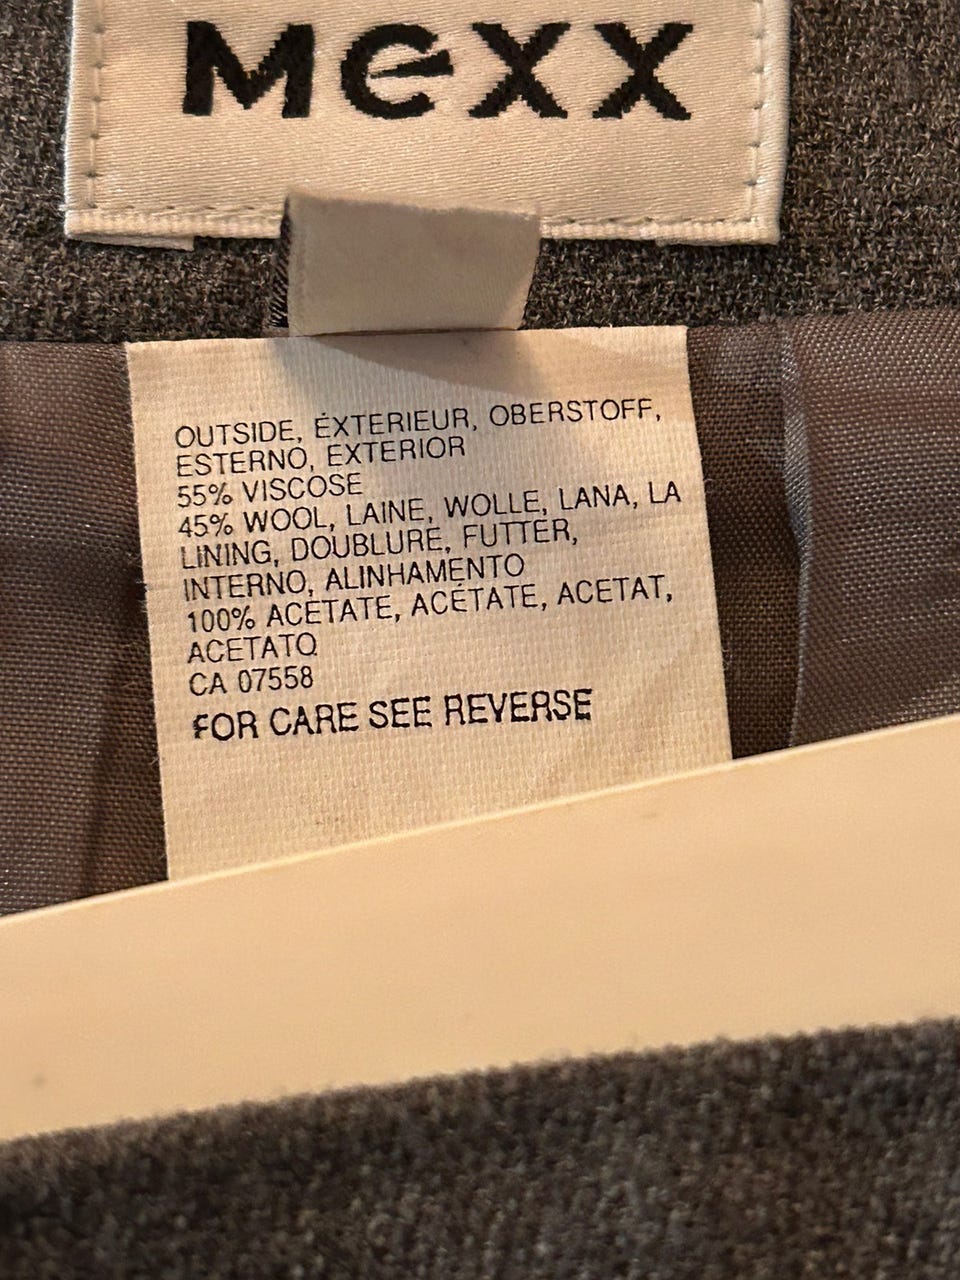 MEXX
OUTSIDE, ÉXTERIEUR, OBERSTOFF,
ESTERNO, EXTERIOR
55% VISCOSE
45% WOOL, LAINE, WOLLE, LANA, LA
LINING, DOUBLURE, FUTTER,
INTERNO, ALINHAMENTO
100% ACETATE, ACÉTATE, ACETAT,
ACETATO
CA 07558
FOR CARE SEE REVERSE